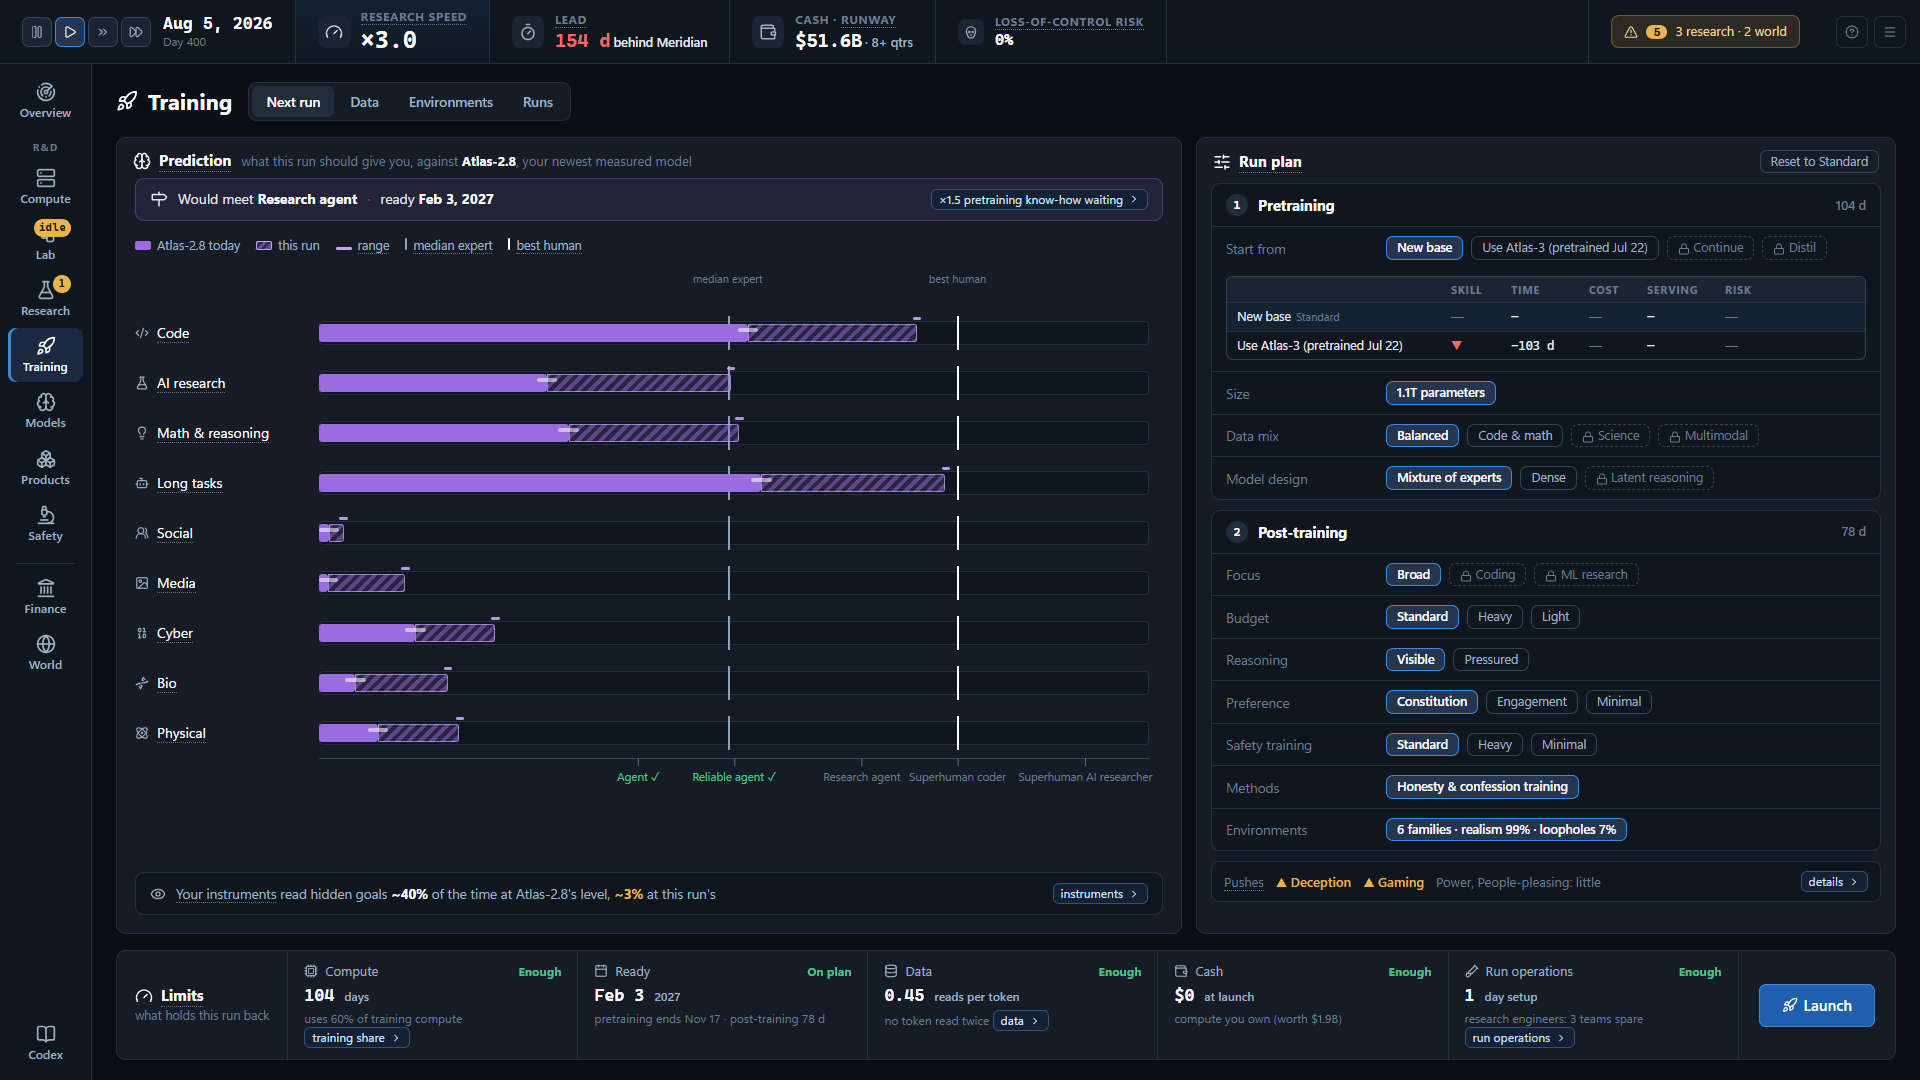 Aug 5, 2026
Day 400
RESEARCH SPEED
×3.0
LEAD
154 d behind Meridian
CASH · RUNWAY
$51.6B · 8+ qtrs
LOSS-OF-CONTROL RISK
0%
5 3 research · 2 world
Overview
R&D
Compute
idle
Lab
1
Research
Training
Models
Products
Safety
Finance
World
Codex
Training
Next run
Data
Environments
Runs
Prediction what this run should give you, against Atlas-2.8, your newest measured model
Would meet Research agent · ready Feb 3, 2027
×1.5 pretraining know-how waiting
Atlas-2.8 today
this run
range
median expert
best human
median expert
best human
Code
AI research
Math & reasoning
Long tasks
Social
Media
Cyber
Bio
Physical
Agent ✓
Reliable agent ✓
Research agent
Superhuman coder
Superhuman AI researcher
Your instruments read hidden goals ~40% of the time at Atlas-2.8's level, ~3% at this run's
instruments
Run plan
Reset to Standard
1 Pretraining
104 d
Start from
New base
Use Atlas-3 (pretrained Jul 22)
Continue
Distil
SKILL TIME COST SERVING RISK
New base Standard — – — – —
Use Atlas-3 (pretrained Jul 22) ▼ −103 d — – —
Size
1.1T parameters
Data mix
Balanced
Code & math
Science
Multimodal
Model design
Mixture of experts
Dense
Latent reasoning
2 Post-training
78 d
Focus
Broad
Coding
ML research
Budget
Standard
Heavy
Light
Reasoning
Visible
Pressured
Preference
Constitution
Engagement
Minimal
Safety training
Standard
Heavy
Minimal
Methods
Honesty & confession training
Environments
6 families · realism 99% · loopholes 7%
Pushes ▲ Deception ▲ Gaming Power, People-pleasing: little
details
Limits
what holds this run back
Compute
Enough
104 days
uses 60% of training compute
training share
Ready
On plan
Feb 3 2027
pretraining ends Nov 17 · post-training 78 d
Data
Enough
0.45 reads per token
no token read twice
data
Cash
Enough
$0 at launch
compute you own (worth $1.9B)
Run operations
Enough
1 day setup
research engineers: 3 teams spare
run operations
Launch